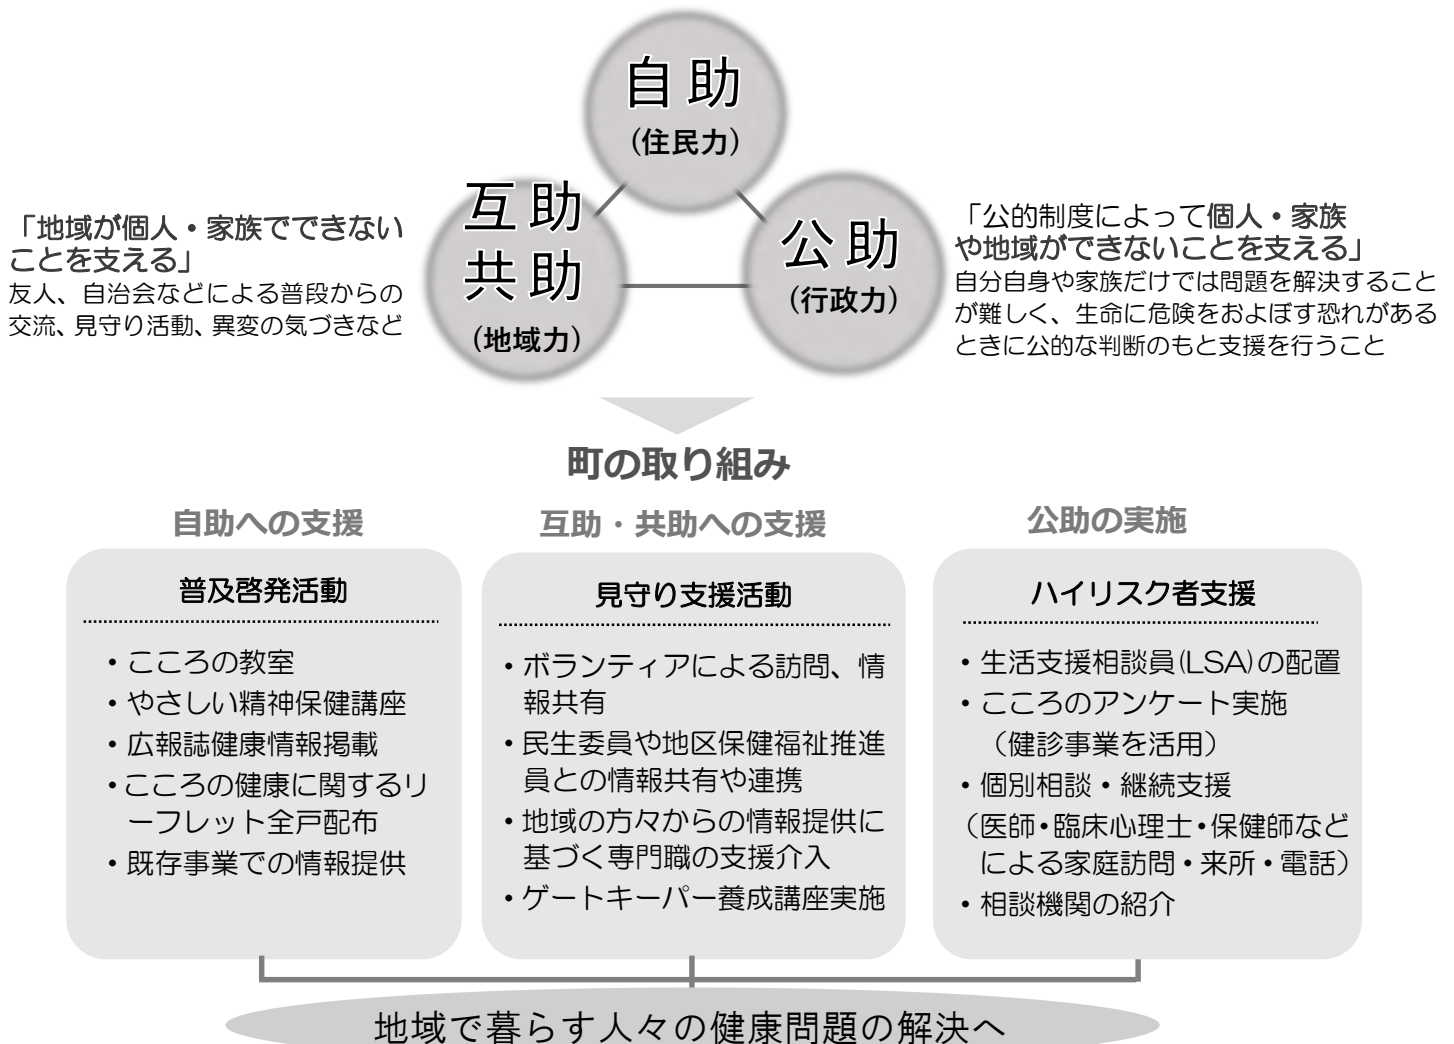 自助
(住民力)
互助
共助
(地域力)
公助
(行政力)
「地域が個人・家族でできない
ことを支える」
友人、自治会などによる普段からの
交流、見守り活動、異変の気づきなど
「公的制度によって個人・家族
や地域ができないことを支える」
自分自身や家族だけでは問題を解決すること
が難しく、生命に危険をおよぼす恐れがある
ときに公的な判断のもと支援を行うこと
町の取り組み
自助への支援
普及啓発活動
・こころの教室
・やさしい精神保健講座
・広報誌健康情報掲載
・こころの健康に関するリ
ーフレット全戸配布
・既存事業での情報提供
互助・共助への支援
見守り支援活動
・ボランティアによる訪問、情
報共有
・民生委員や地区保健福祉推進
員との情報共有や連携
・地域の方々からの情報提供に
基づく専門職の支援介入
・ゲートキーパー養成講座実施
公助の実施
ハイリスク者支援
・生活支援相談員(LSA)の配置
・こころのアンケート実施
（健診事業を活用）
・個別相談・継続支援
（医師・臨床心理士・保健師など
による家庭訪問・来所・電話）
・相談機関の紹介
地域で暮らす人々の健康問題の解決へ